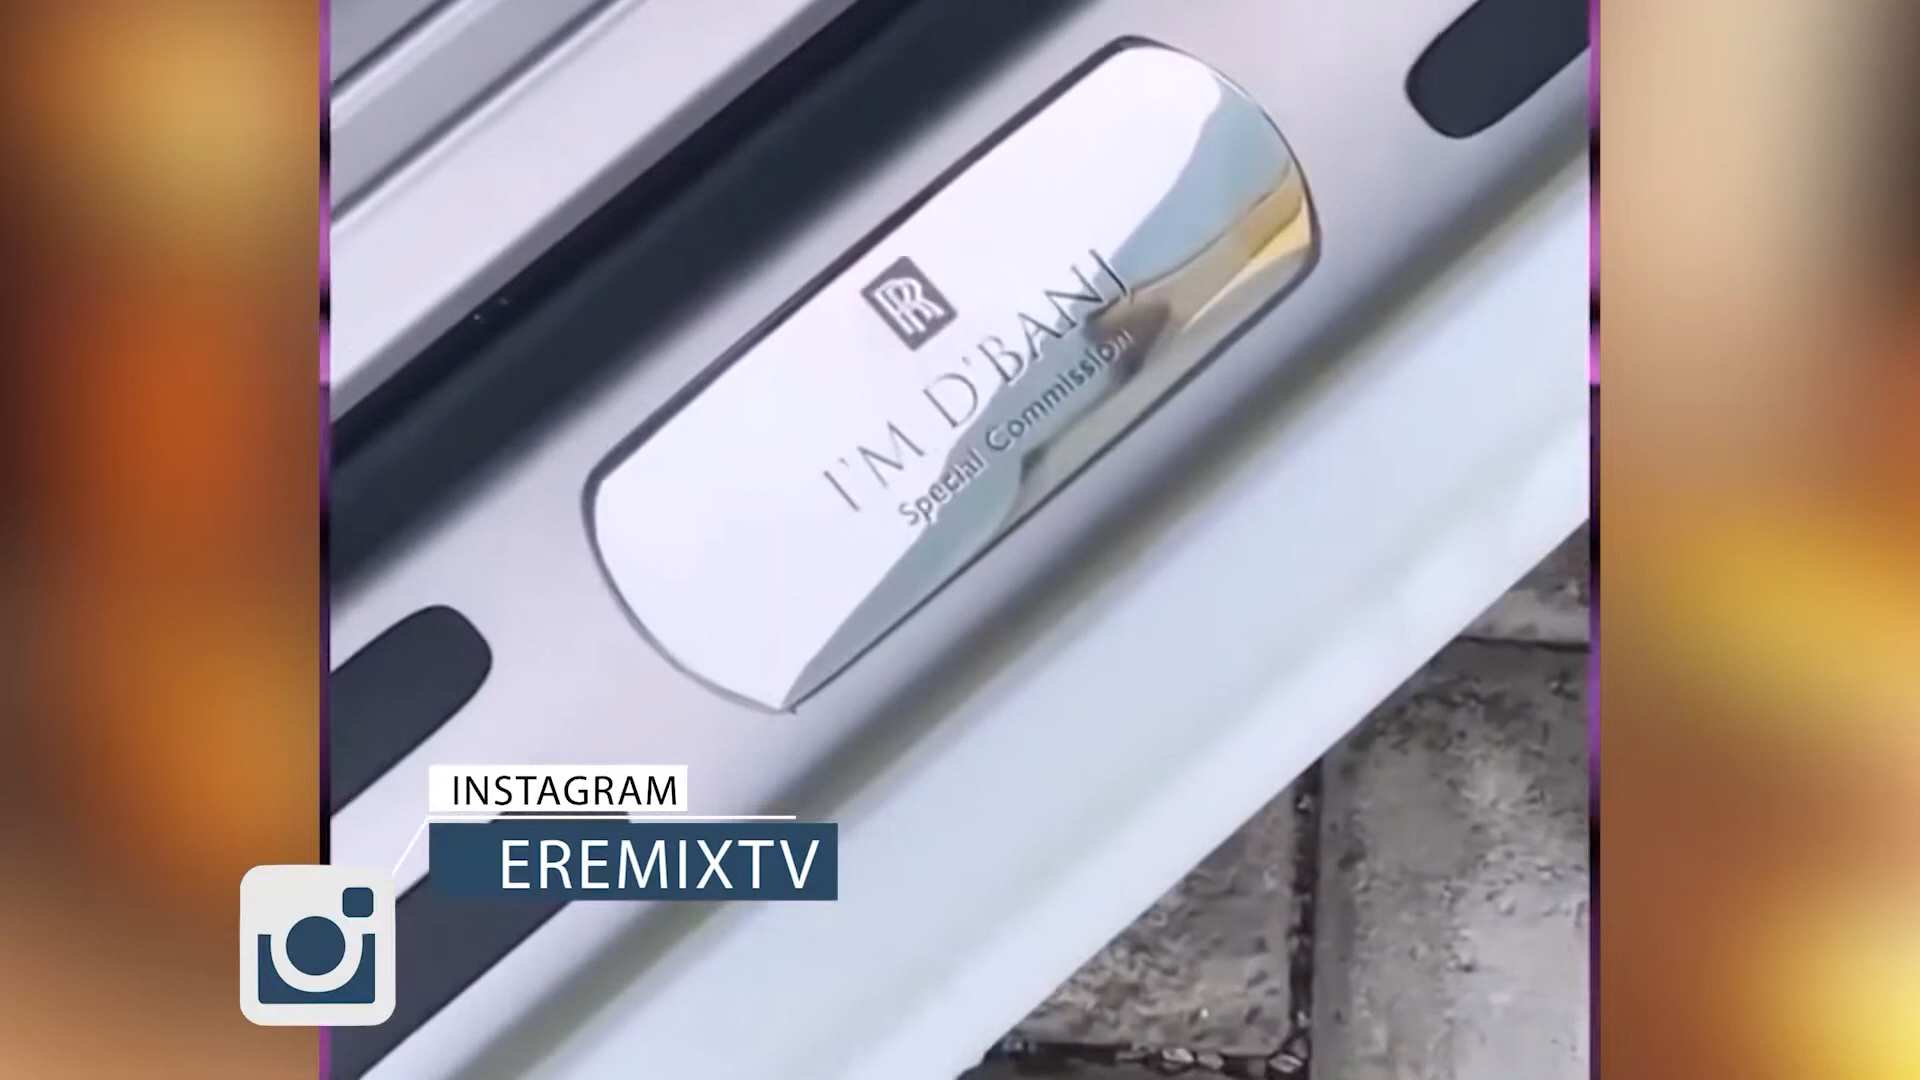 RR
I'M D'BANJ
Special Commission
INSTAGRAM
EREMIXTV